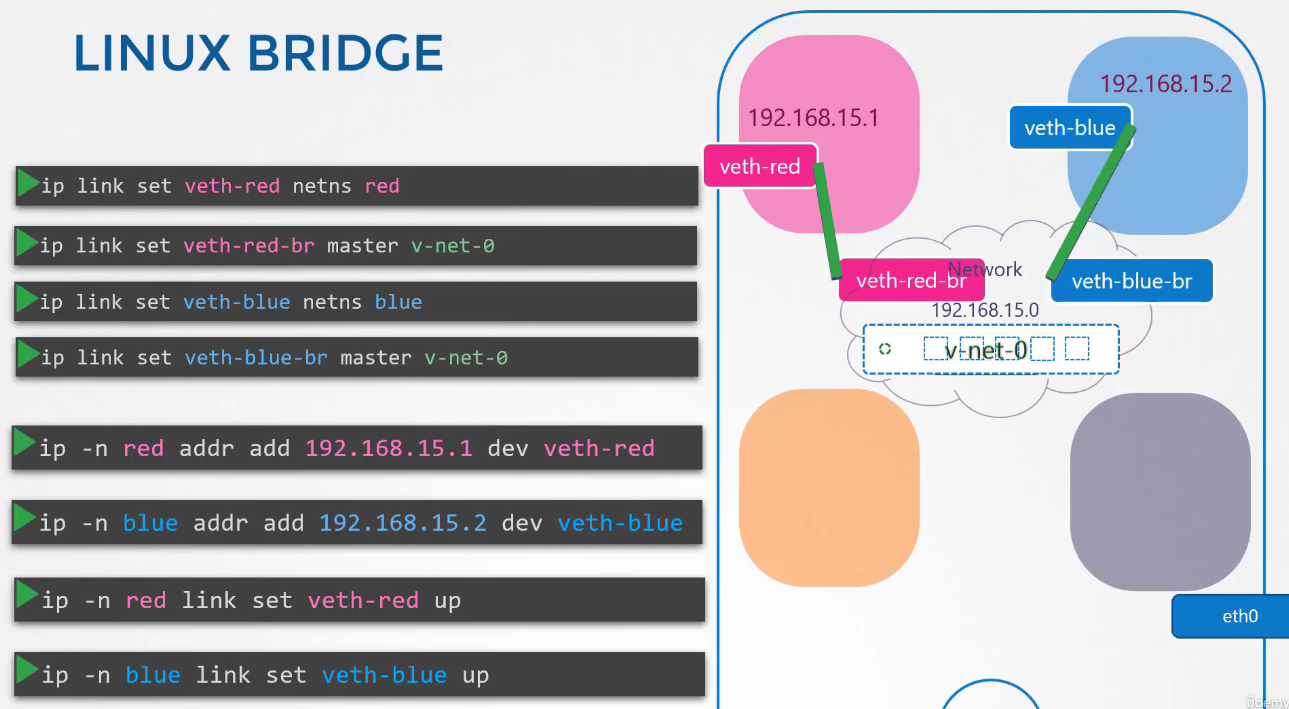 LINUX BRIDGE
ip link set veth-red netns red
ip link set veth-red-br master v-net-0
ip link set veth-blue netns blue
ip link set veth-blue-br master v-net-0
ip -n red addr add 192.168.15.1 dev veth-red
ip -n blue addr add 192.168.15.2 dev veth-blue
ip -n red link set veth-red up
ip -n blue link set veth-blue up
192.168.15.1
veth-red
192.168.15.2
veth-blue
veth-red-br
Network
veth-blue-br
192.168.15.0
v-net-0
eth0
ûdemy